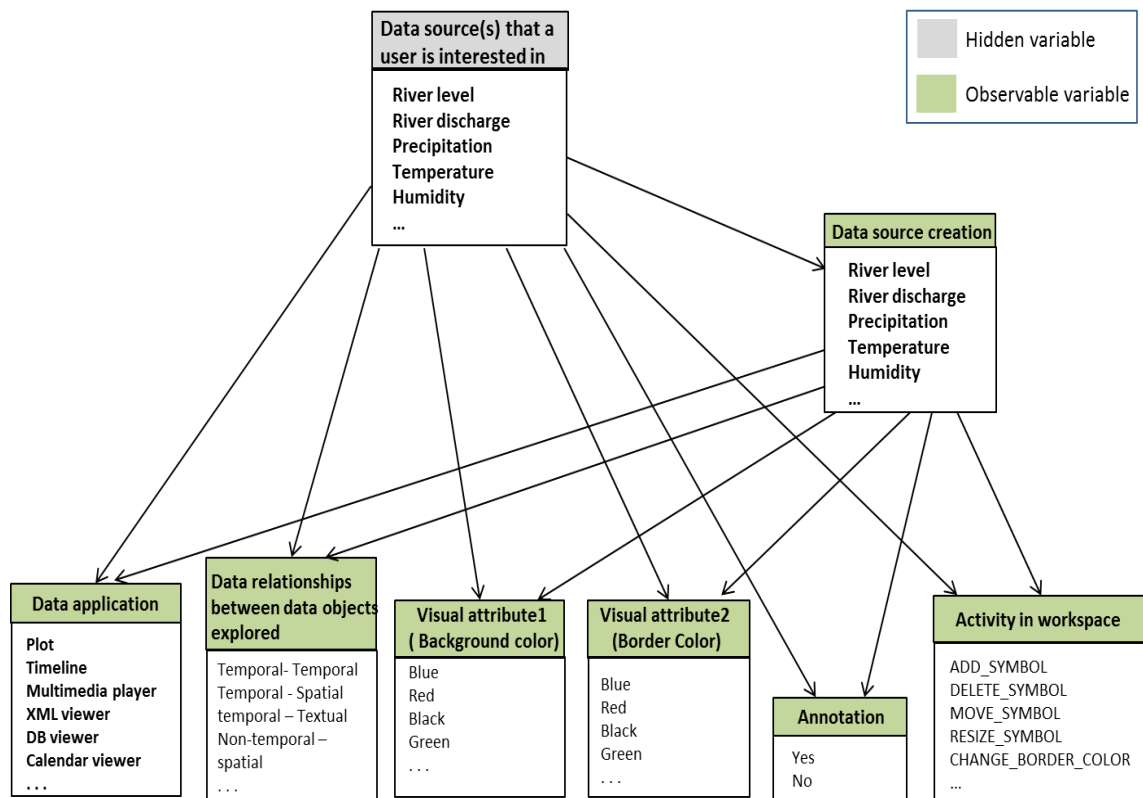 Data source(s) that a
user is interested in
River level
River discharge
Precipitation
Temperature
Humidity
...
Hidden variable
Observable variable
Data source creation
River level
River discharge
Precipitation
Temperature
Humidity
...
Data application
Plot
Timeline
Multimedia player
XML viewer
DB viewer
Calendar viewer
. . .
Data relationships
between data objects
explored
Temporal- Temporal
Temporal - Spatial
temporal – Textual
Non-temporal –
spatial
. . .
Visual attribute1
( Background color)
Blue
Red
Black
Green
. . .
Visual attribute2
(Border Color)
Blue
Red
Black
Green
. . .
Annotation
Yes
No
Activity in workspace
ADD_SYMBOL
DELETE_SYMBOL
MOVE_SYMBOL
RESIZE_SYMBOL
CHANGE_BORDER_COLOR
...